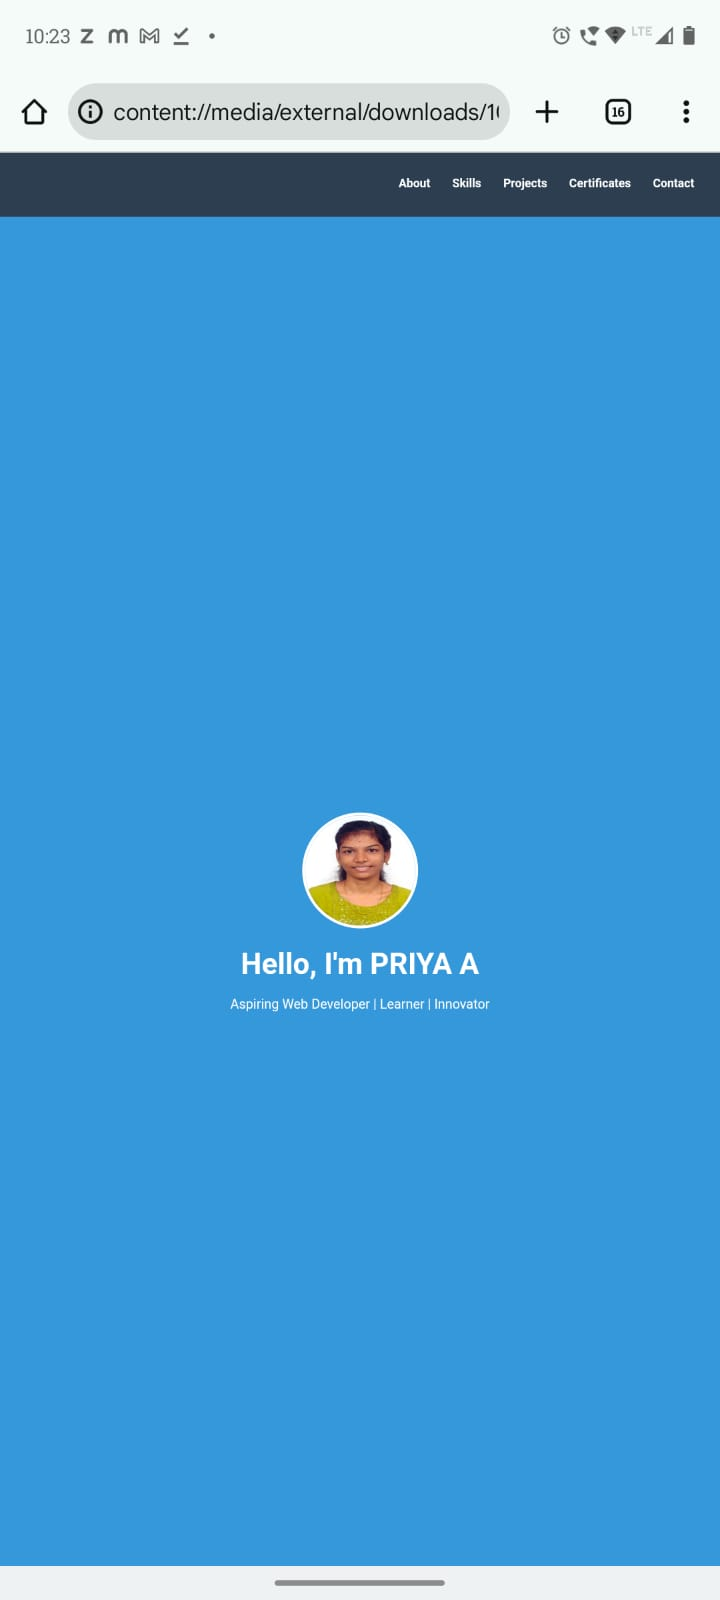 10:23 Z m M LTE
content://media/external/downloads/1
16
About Skills Projects Certificates Contact
Hello, I'm PRIYA A
Aspiring Web Developer | Learner | Innovator